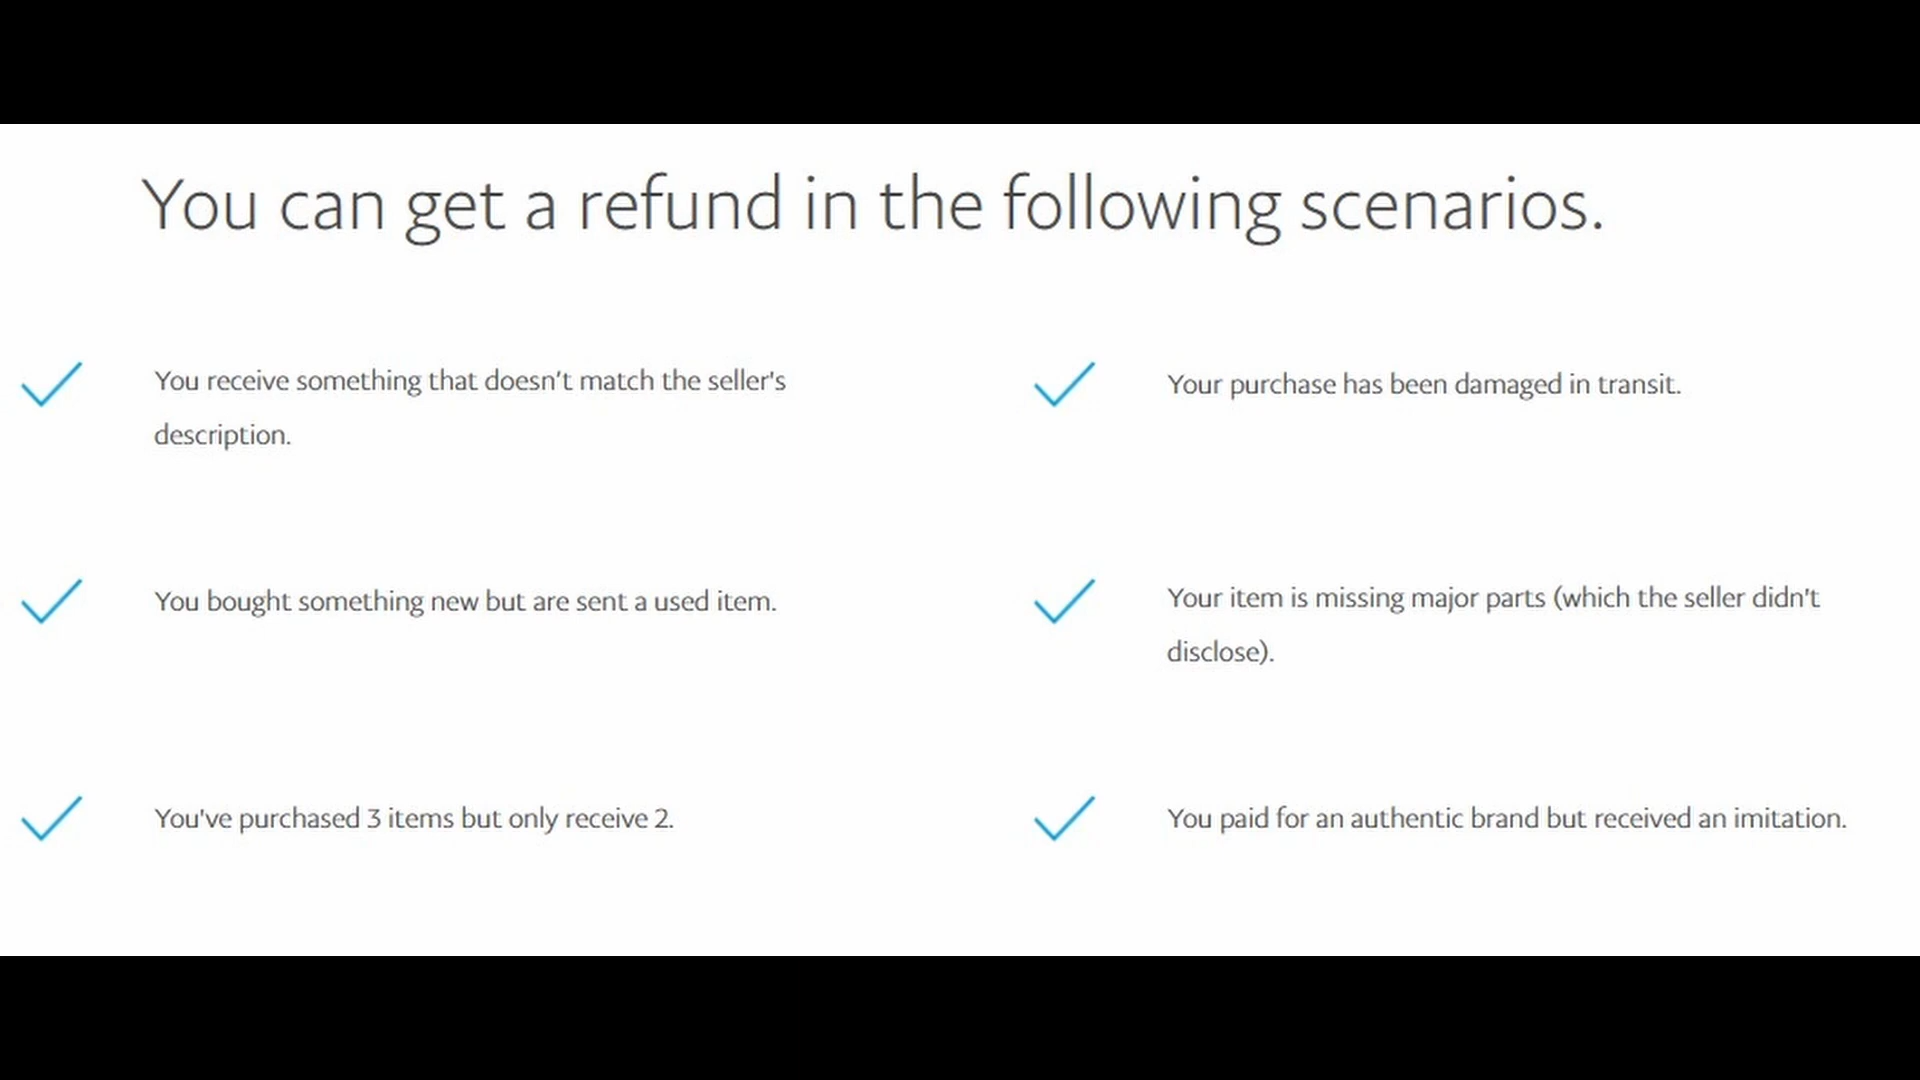 You can get a refund in the following scenarios.
You receive something that doesn't match the seller's
description.
Your purchase has been damaged in transit.
You bought something new but are sent a used item.
Your item is missing major parts (which the seller didn't
disclose).
You've purchased 3 items but only receive 2.
You paid for an authentic brand but received an imitation.